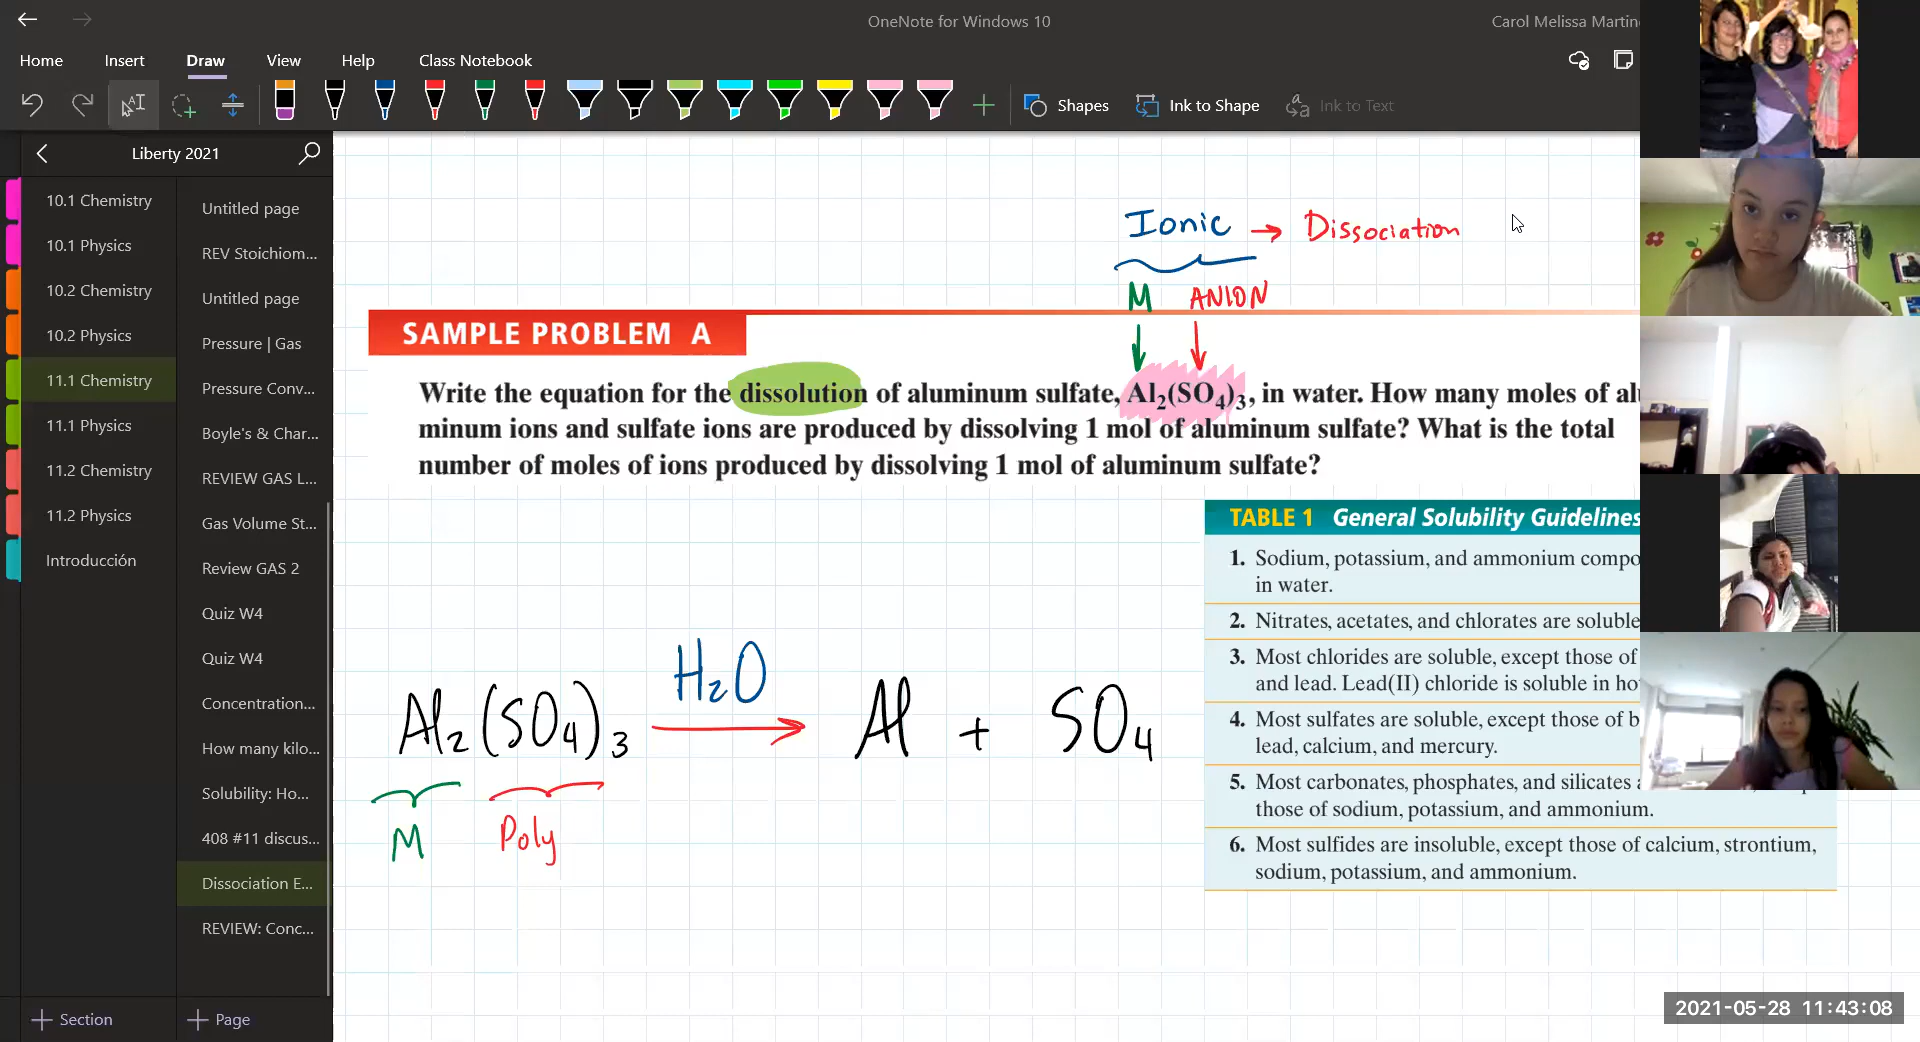 OneNote for Windows 10
Carol Melissa Martin
Home Insert Draw View Help Class Notebook
Shapes Ink to Shape Ink to Text
Liberty 2021
10.1 Chemistry
10.1 Physics
10.2 Chemistry
10.2 Physics
11.1 Chemistry
11.1 Physics
11.2 Chemistry
11.2 Physics
Introducción
Untitled page
REV Stoichiom...
Untitled page
Pressure | Gas
Pressure Conv...
Boyle's & Char...
REVIEW GAS L...
Gas Volume St...
Review GAS 2
Quiz W4
Quiz W4
Concentration...
How many kilo...
Solubility: Ho...
408 #11 discus...
Dissociation E...
REVIEW: Conc...
+ Section
+ Page
Ionic → Dissociation
M ANION
SAMPLE PROBLEM A
Write the equation for the dissolution of aluminum sulfate, Al₂(SO₄)₃, in water. How many moles of al
minum ions and sulfate ions are produced by dissolving 1 mol of aluminum sulfate? What is the total
number of moles of ions produced by dissolving 1 mol of aluminum sulfate?
H₂O
Al₂(SO₄)₃ → Al + SO₄
M Poly
TABLE 1 General Solubility Guidelines
1. Sodium, potassium, and ammonium compo
in water.
2. Nitrates, acetates, and chlorates are soluble
3. Most chlorides are soluble, except those of
and lead. Lead(II) chloride is soluble in ho
4. Most sulfates are soluble, except those of b
lead, calcium, and mercury.
5. Most carbonates, phosphates, and silicates
those of sodium, potassium, and ammonium.
6. Most sulfides are insoluble, except those of calcium, strontium,
sodium, potassium, and ammonium.
2021-05-28 11:43:08